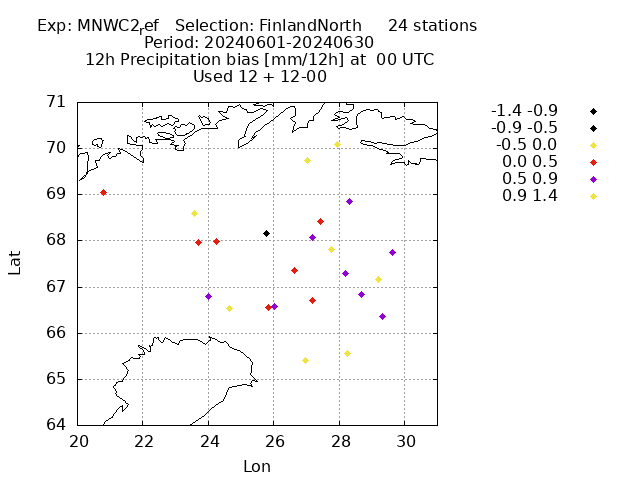 Exp: MNWC2ref Selection: FinlandNorth 24 stations
Period: 20240601-20240630
12h Precipitation bias [mm/12h] at 00 UTC
Used 12 + 12-00
71
70
69
68
67
66
65
64
20 22 24 26 28 30
Lat
Lon
-1.4 -0.9
-0.9 -0.5
-0.5 0.0
0.0 0.5
0.5 0.9
0.9 1.4